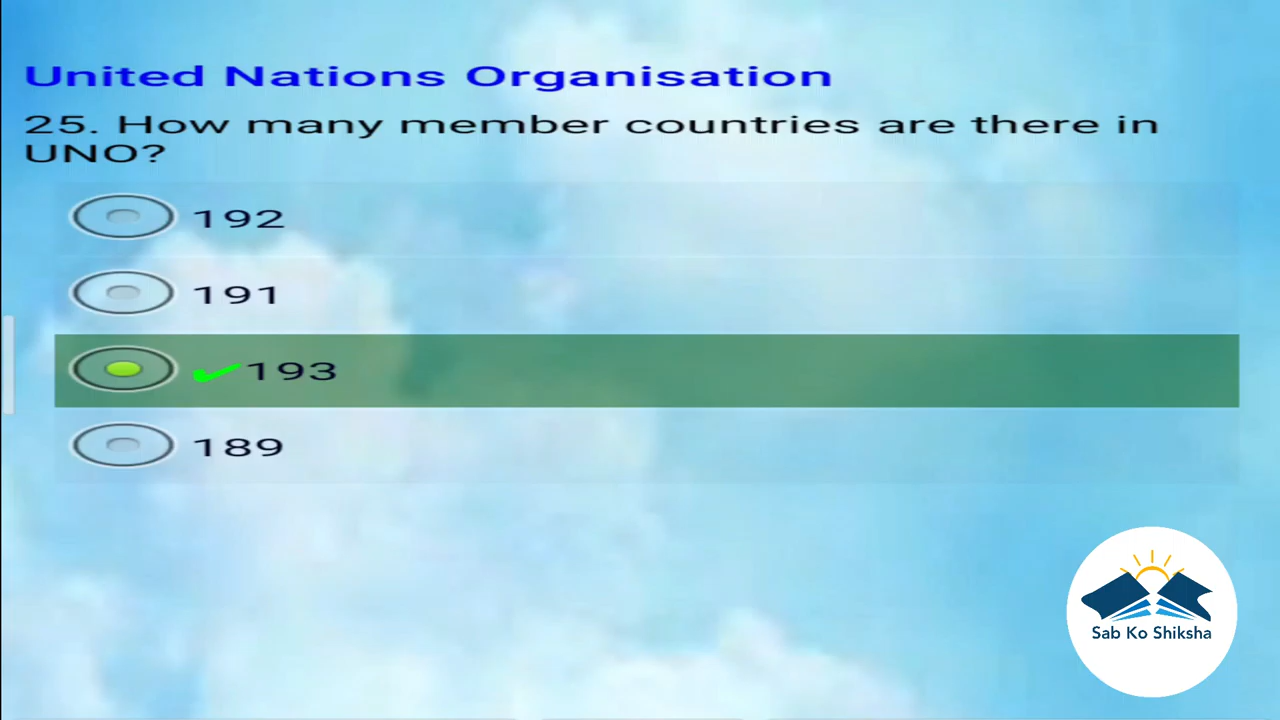 United Nations Organisation
25. How many member countries are there in
UNO?
192
191
193
189
Sab Ko Shiksha